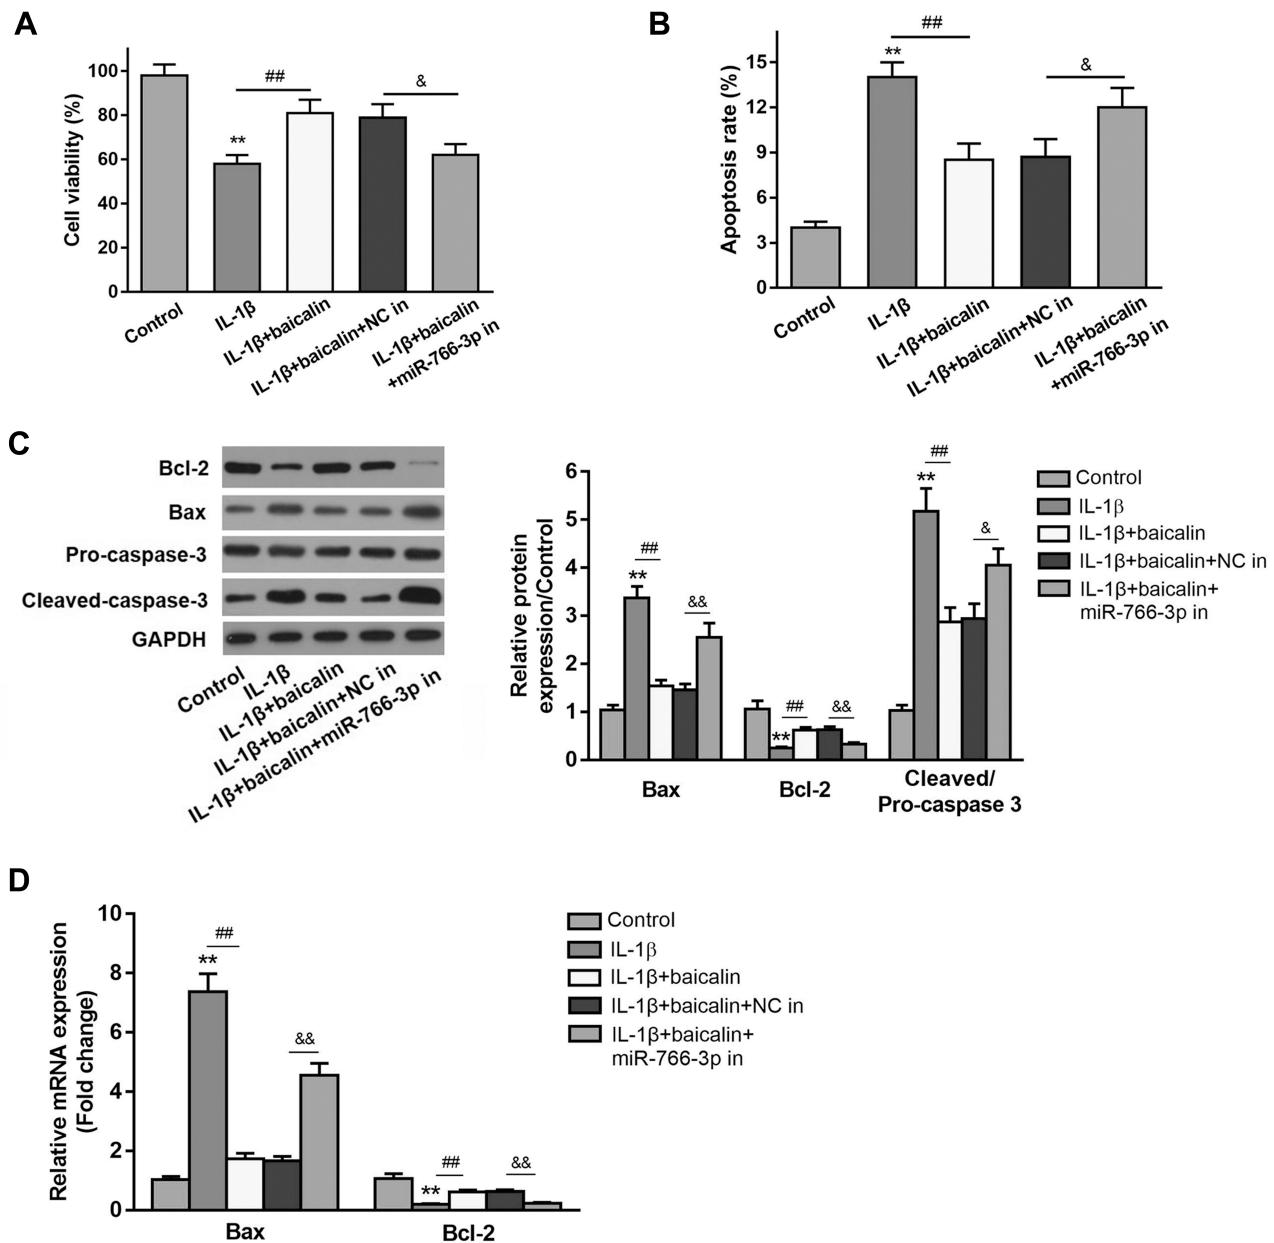 A
Cell viability (%)
100
80
60
40
20
0
**
##
&
Control
IL-1β
IL-1β+baicalin
IL-1β+baicalin+NC in
IL-1β+baicalin
+miR-766-3p in
B
Apoptosis rate (%)
15
12
9
6
3
0
**
##
&
Control
IL-1β
IL-1β+baicalin
IL-1β+baicalin+NC in
IL-1β+baicalin
+miR-766-3p in
C
Bcl-2
Bax
Pro-caspase-3
Cleaved-caspase-3
GAPDH
Control
IL-1β
IL-1β+baicalin
IL-1β+baicalin+NC in
IL-1β+baicalin+miR-766-3p in
Relative protein
expression/Control
6
5
4
3
2
1
0
**
##
&&
**
##
&&
**
##
&
Bax
Bcl-2
Cleaved/
Pro-caspase 3
Control
IL-1β
IL-1β+baicalin
IL-1β+baicalin+NC in
IL-1β+baicalin+
miR-766-3p in
D
Relative mRNA expression
(Fold change)
10
8
6
4
2
0
**
##
&&
**
##
&&
Bax
Bcl-2
Control
IL-1β
IL-1β+baicalin
IL-1β+baicalin+NC in
IL-1β+baicalin+
miR-766-3p in